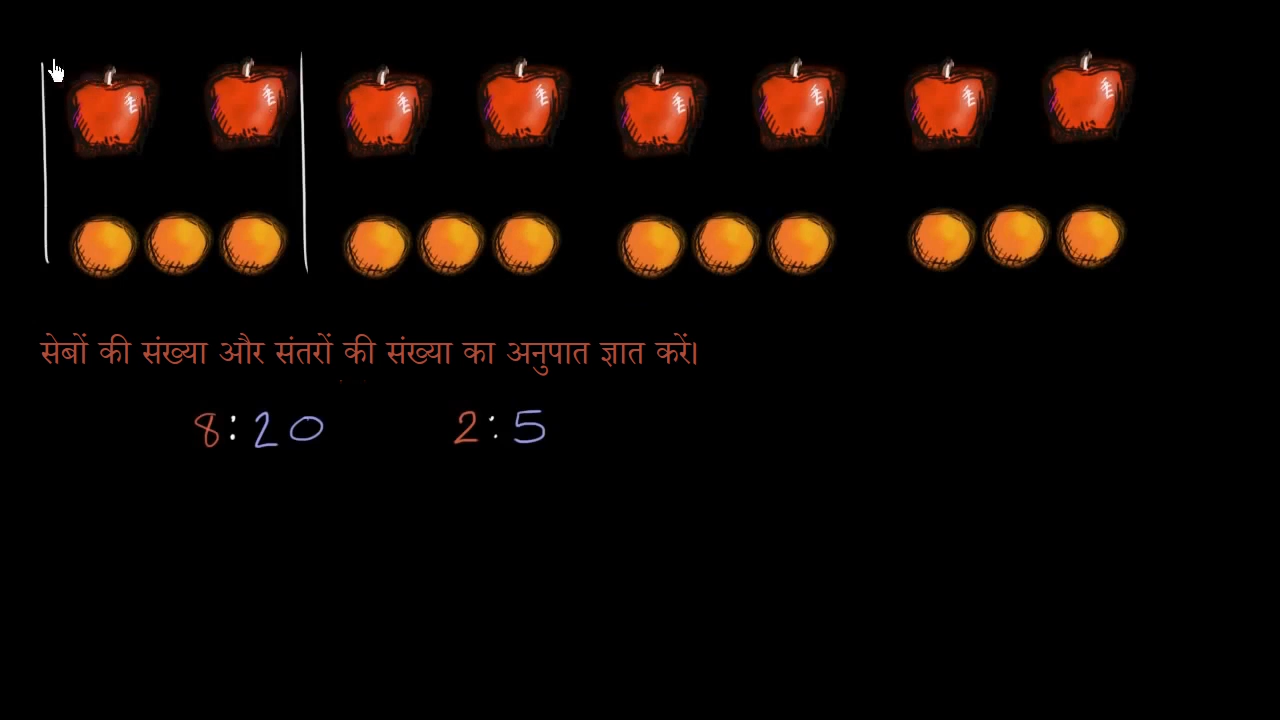 सेबों की संख्या और संतरों की संख्या का अनुपात ज्ञात करें।
8:20 2:5